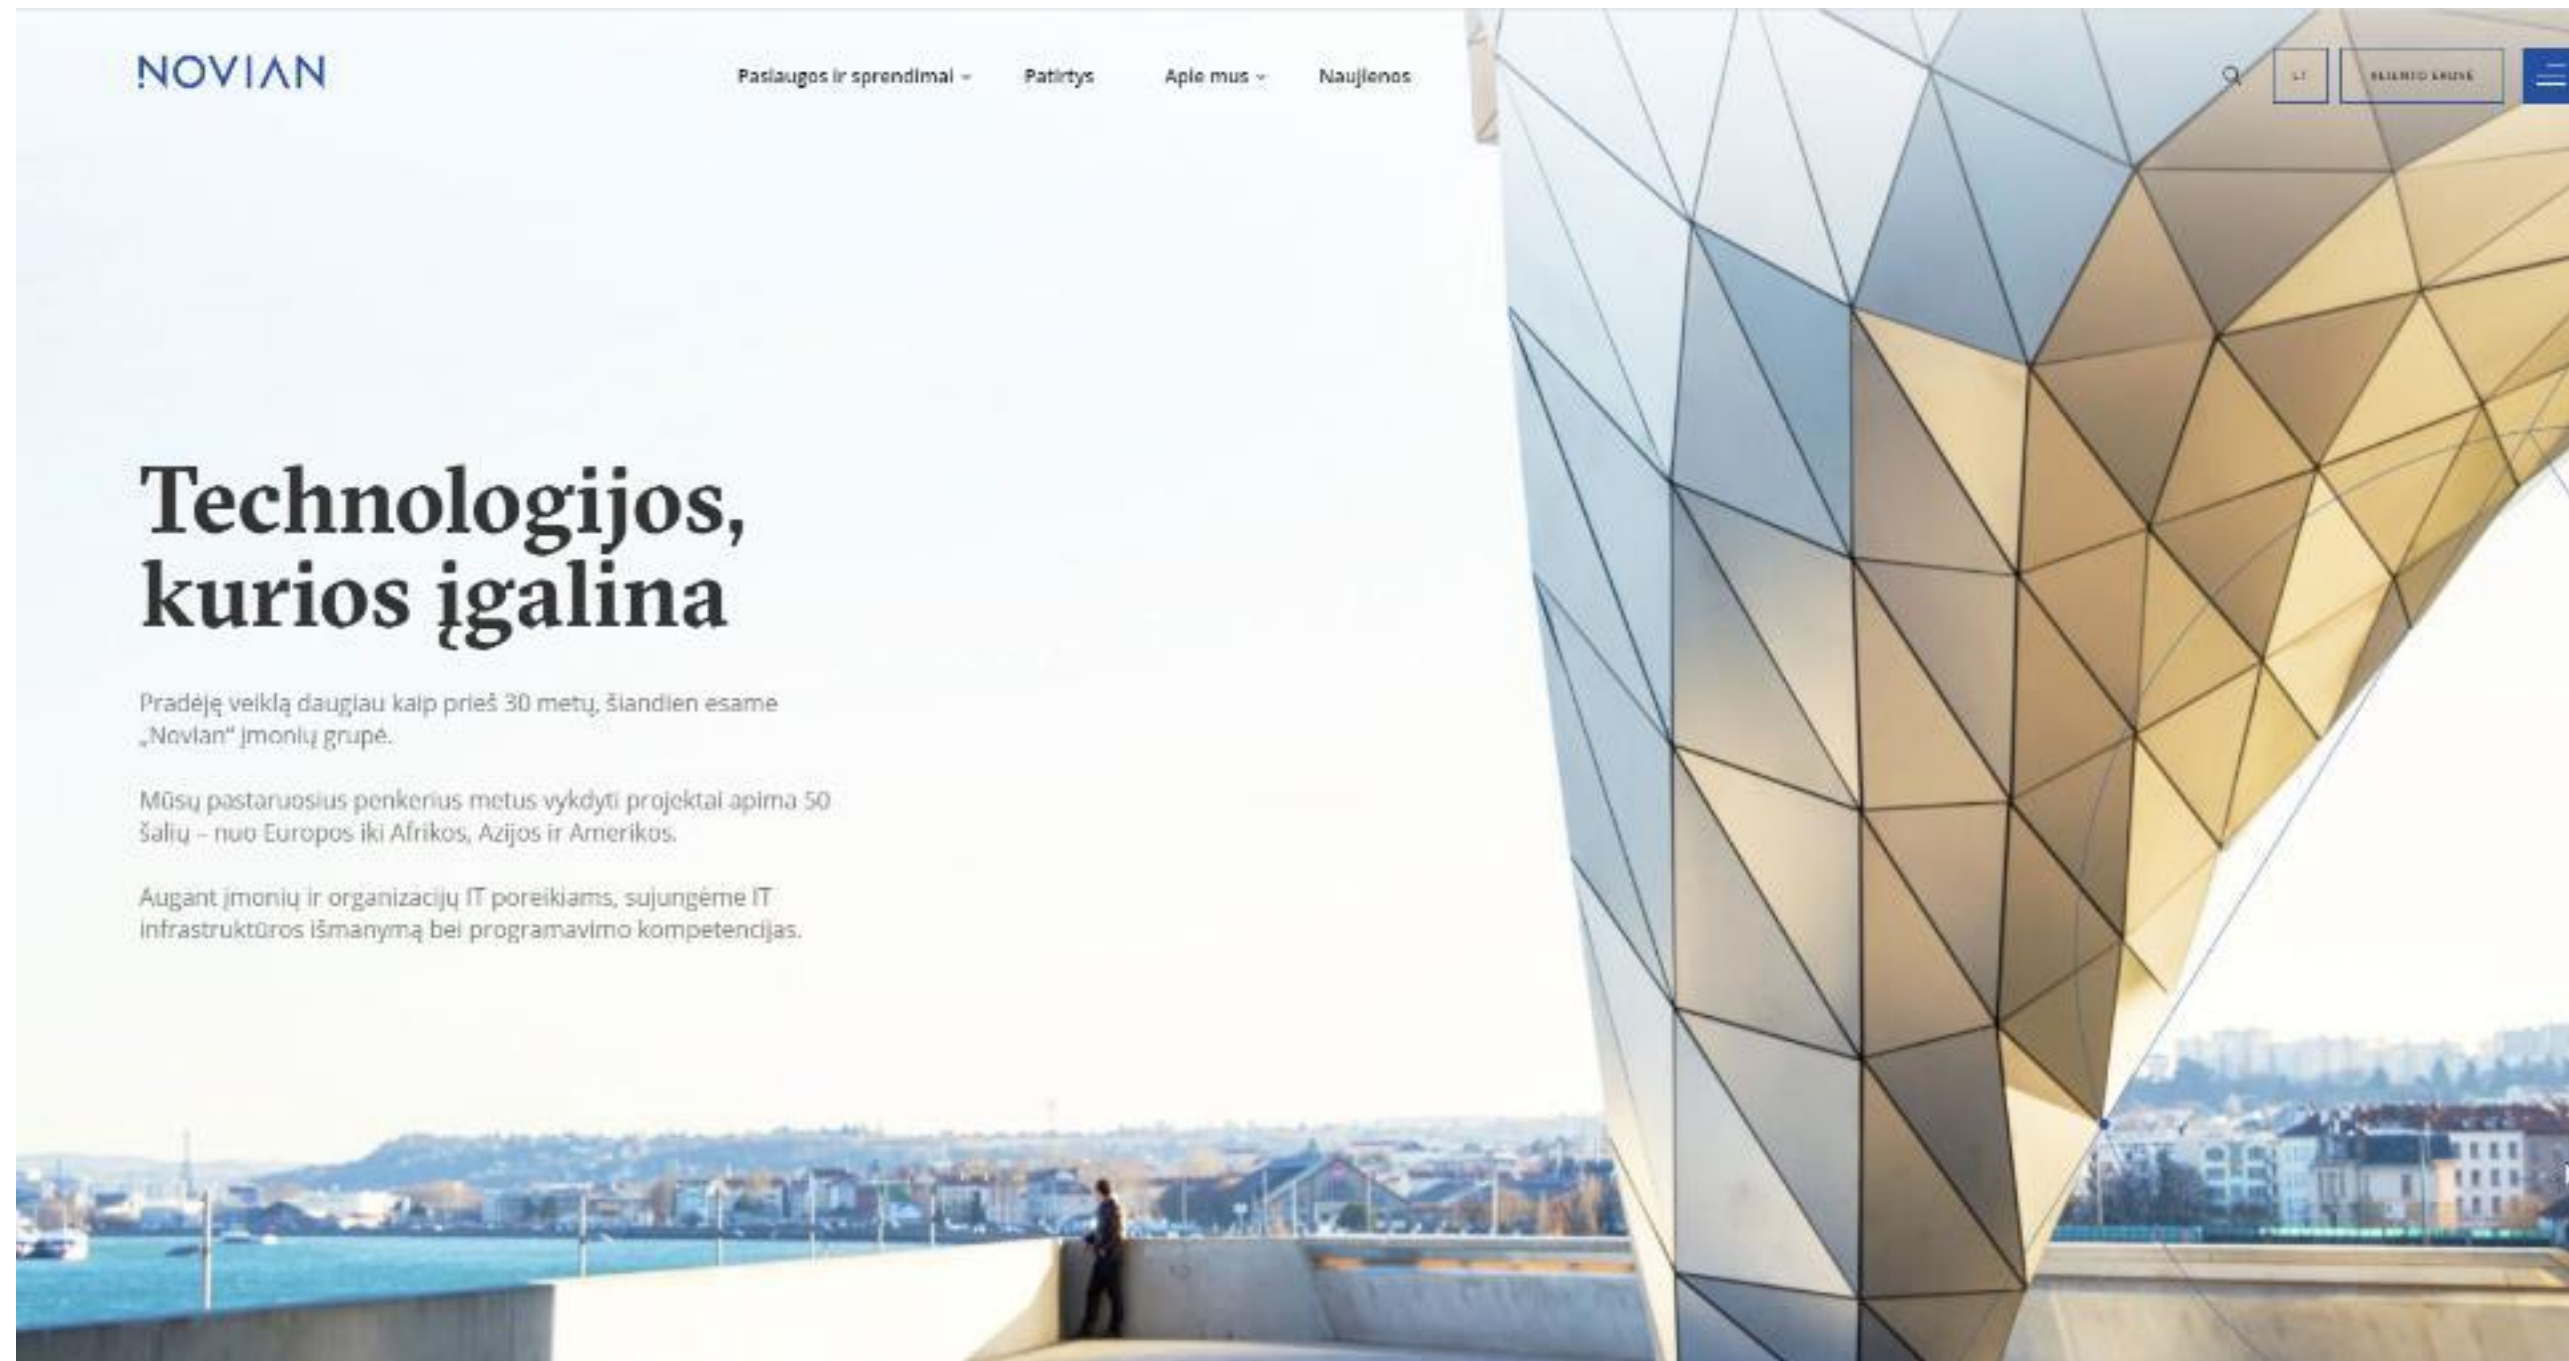 NOVIAN
Paslaugos ir sprendimai
Patirtys
Apie mus
Naujienos
LT
KLIENTO ERDVĖ
Technologijos,
kurios įgalina
Pradėję veiklą daugiau kaip prieš 30 metų, šiandien esame
„Novian“ įmonių grupė.
Mūsų pastaruosius penkerius metus vykdyti projektai apima 50
šalių – nuo Europos iki Afrikos, Azijos ir Amerikos.
Augant įmonių ir organizacijų IT poreikiams, sujungėme IT
infrastruktūros išmanymą bei programavimo kompetencijas.